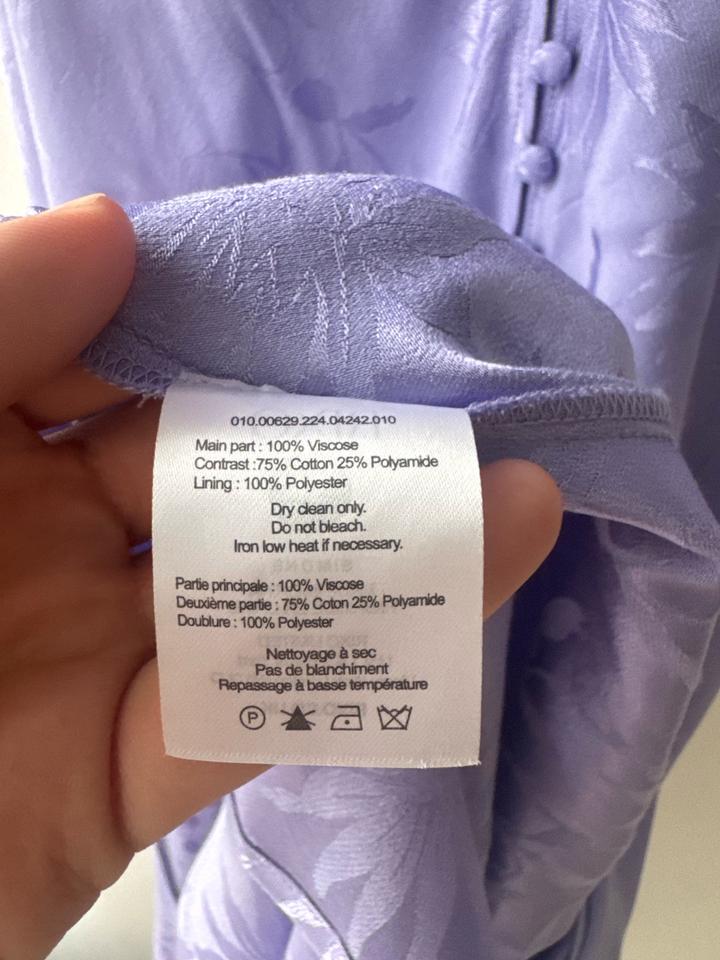 010.00629.224.04242.010
Main part : 100% Viscose
Contrast :75% Cotton 25% Polyamide
Lining : 100% Polyester
Dry clean only.
Do not bleach.
Iron low heat if necessary.
Partie principale : 100% Viscose
Deuxième partie : 75% Coton 25% Polyamide
Doublure : 100% Polyester
Nettoyage à sec
Pas de blanchiment
Repassage à basse température
P